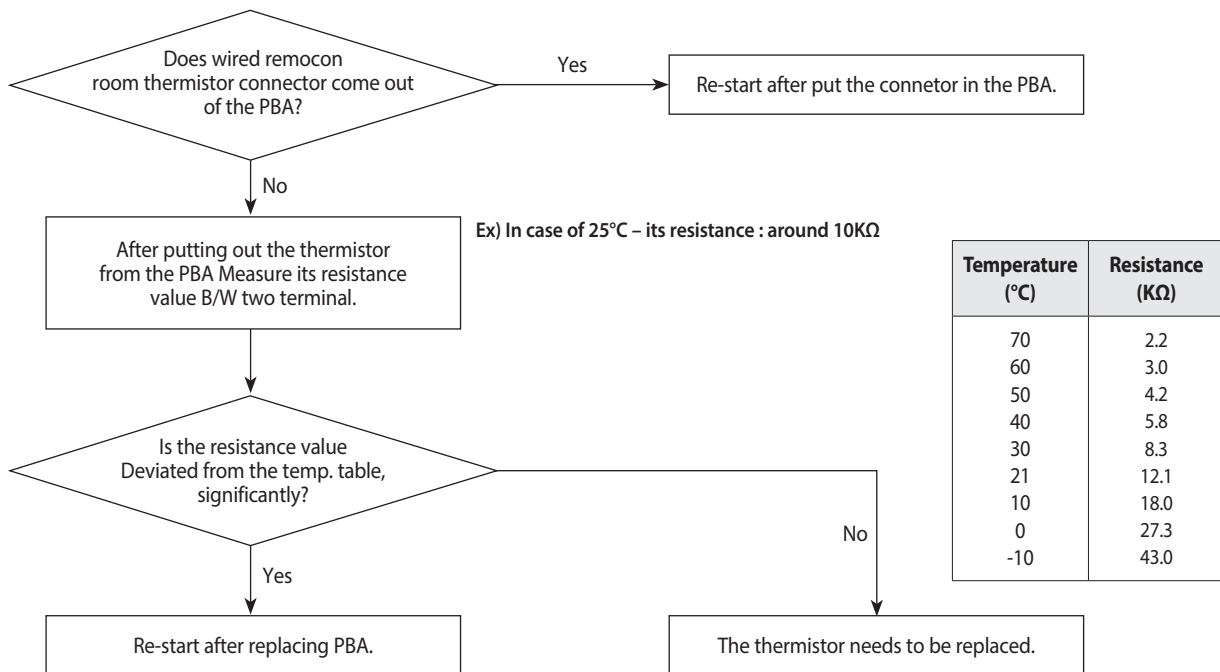 Does wired remocon
room thermistor connector come out
of the PBA?
Yes
Re-start after put the connetor in the PBA.
No
After putting out the thermistor
from the PBA Measure its resistance
value B/W two terminal.
Ex) In case of 25°C – its resistance : around 10KΩ
Temperature (°C) Resistance (KΩ)
70 2.2
60 3.0
50 4.2
40 5.8
30 8.3
21 12.1
10 18.0
0 27.3
-10 43.0
Is the resistance value
Deviated from the temp. table,
significantly?
No
Yes
Re-start after replacing PBA.
The thermistor needs to be replaced.